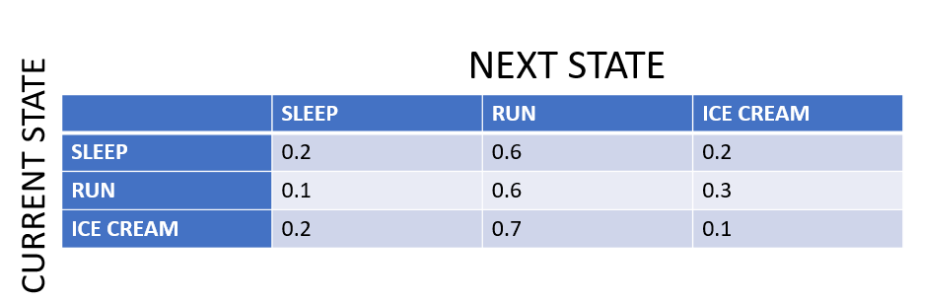 NEXT STATE
CURRENT STATE
SLEEP RUN ICE CREAM
SLEEP 0.2 0.6 0.2
RUN 0.1 0.6 0.3
ICE CREAM 0.2 0.7 0.1